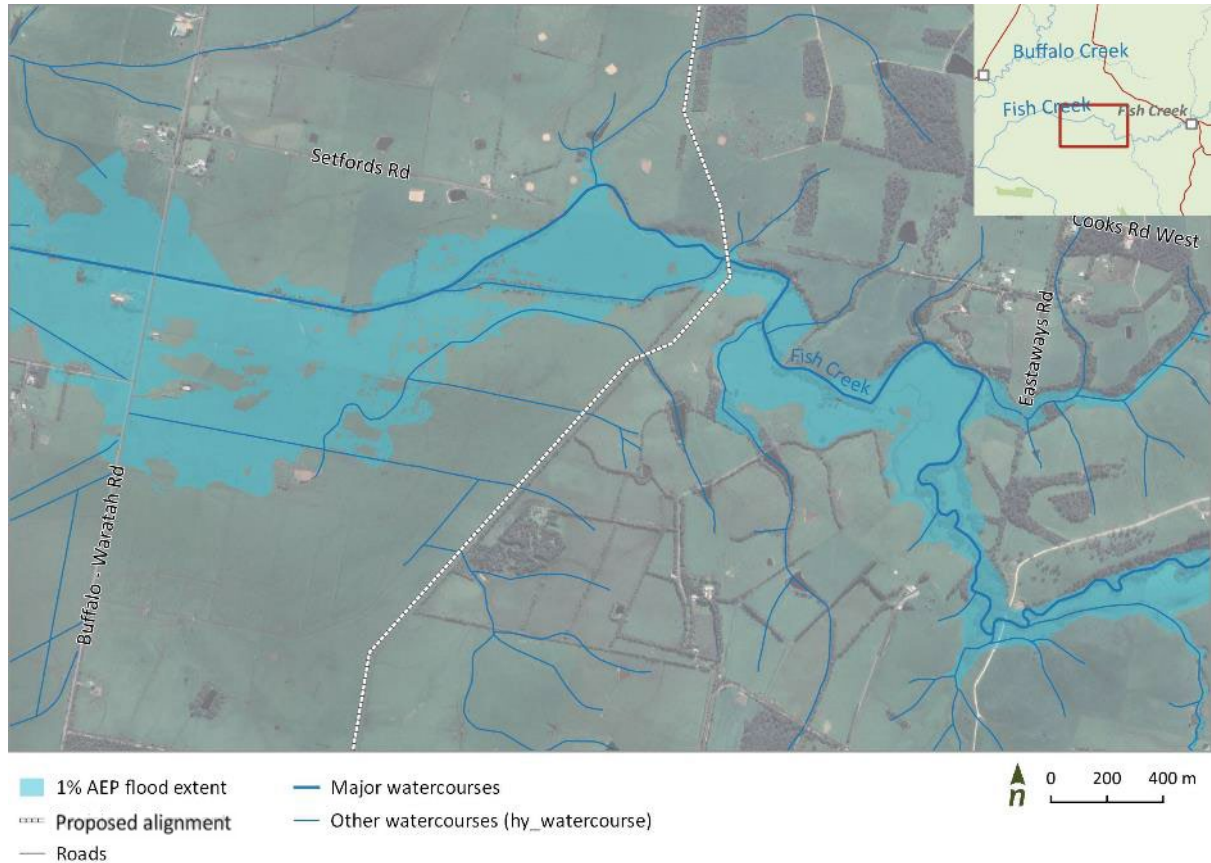 Buffalo Creek
Fish Creek
Fish Creek
Setfords Rd
Cooks Rd West
Eastaways Rd
Fish Creek
Buffalo - Waratah Rd
1% AEP flood extent
Proposed alignment
Roads
Major watercourses
Other watercourses (hy_watercourse)
n
0 200 400 m